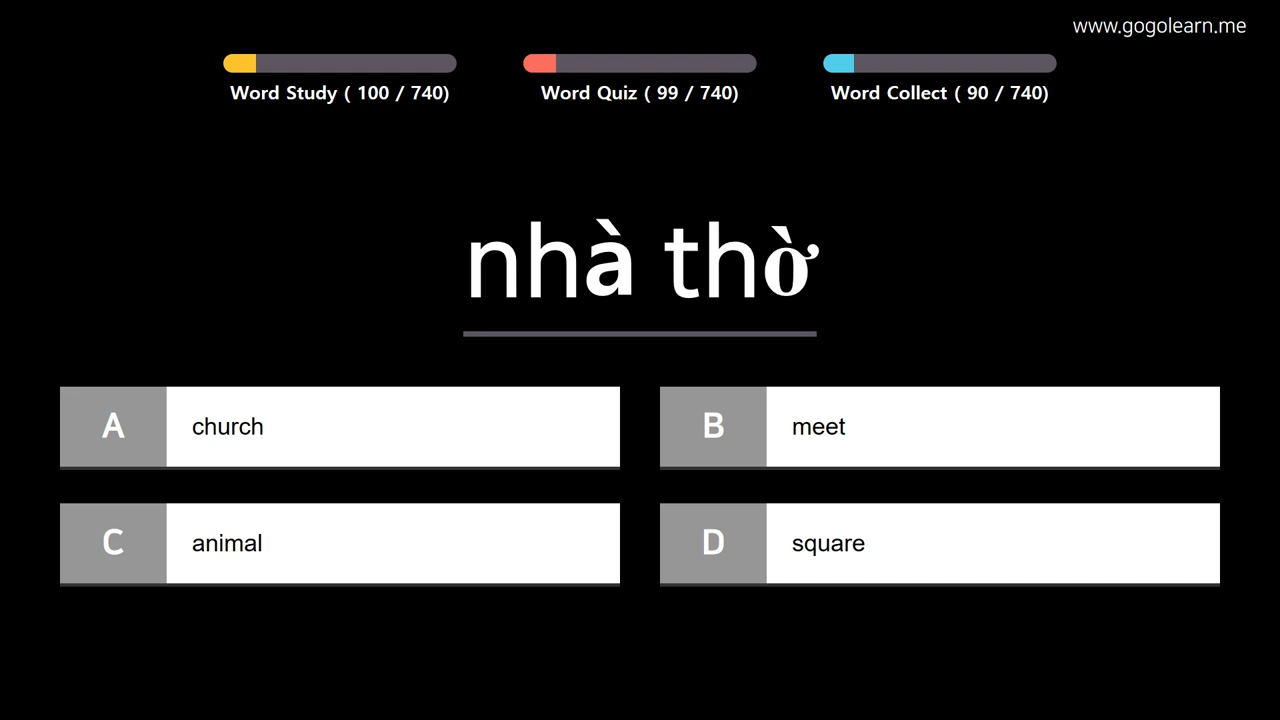 www.gogolearn.me
Word Study ( 100 / 740)
Word Quiz ( 99 / 740)
Word Collect ( 90 / 740)
nhà thờ
A church
B meet
C animal
D square